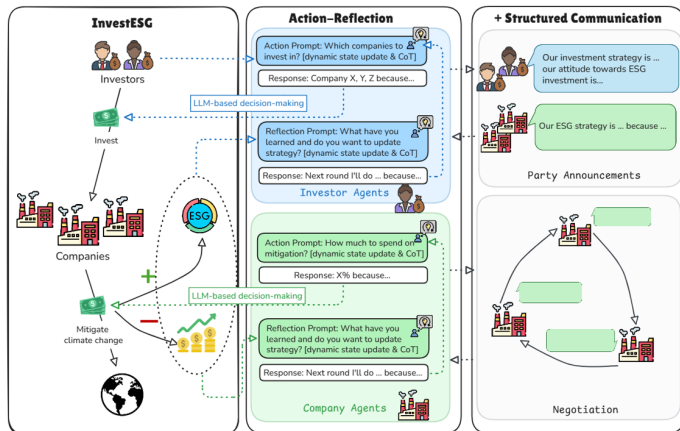 InvestESG
Investors
Invest
Companies
ESG
+
−
Mitigate
climate change
Action-Reflection
Action Prompt: Which companies to
invest in? [dynamic state update & CoT]
Response: Company X, Y, Z because...
LLM-based decision-making
Reflection Prompt: What have you
learned and do you want to update
strategy? [dynamic state update & CoT]
Response: Next round I'll do ... because...
Investor Agents
Action Prompt: How much to spend on
mitigation? [dynamic state update & CoT]
Response: X% because...
LLM-based decision-making
Reflection Prompt: What have you
learned and do you want to update
strategy? [dynamic state update & CoT]
Response: Next round I'll do ... because...
Company Agents
+ Structured Communication
Our investment strategy is ...
our attitude towards ESG
investment is...
Our ESG strategy is ... because ...
Party Announcements
Negotiation